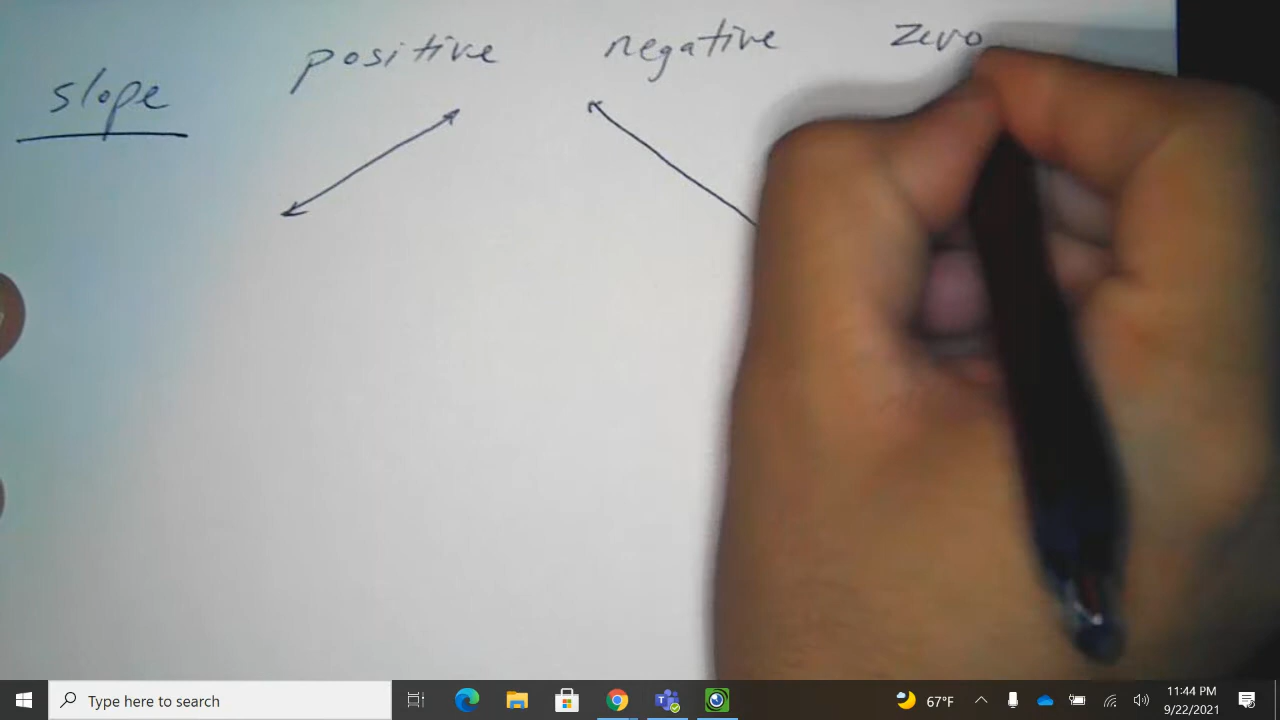 slope positive negative zero
Type here to search
67°F
11:44 PM
9/22/2021